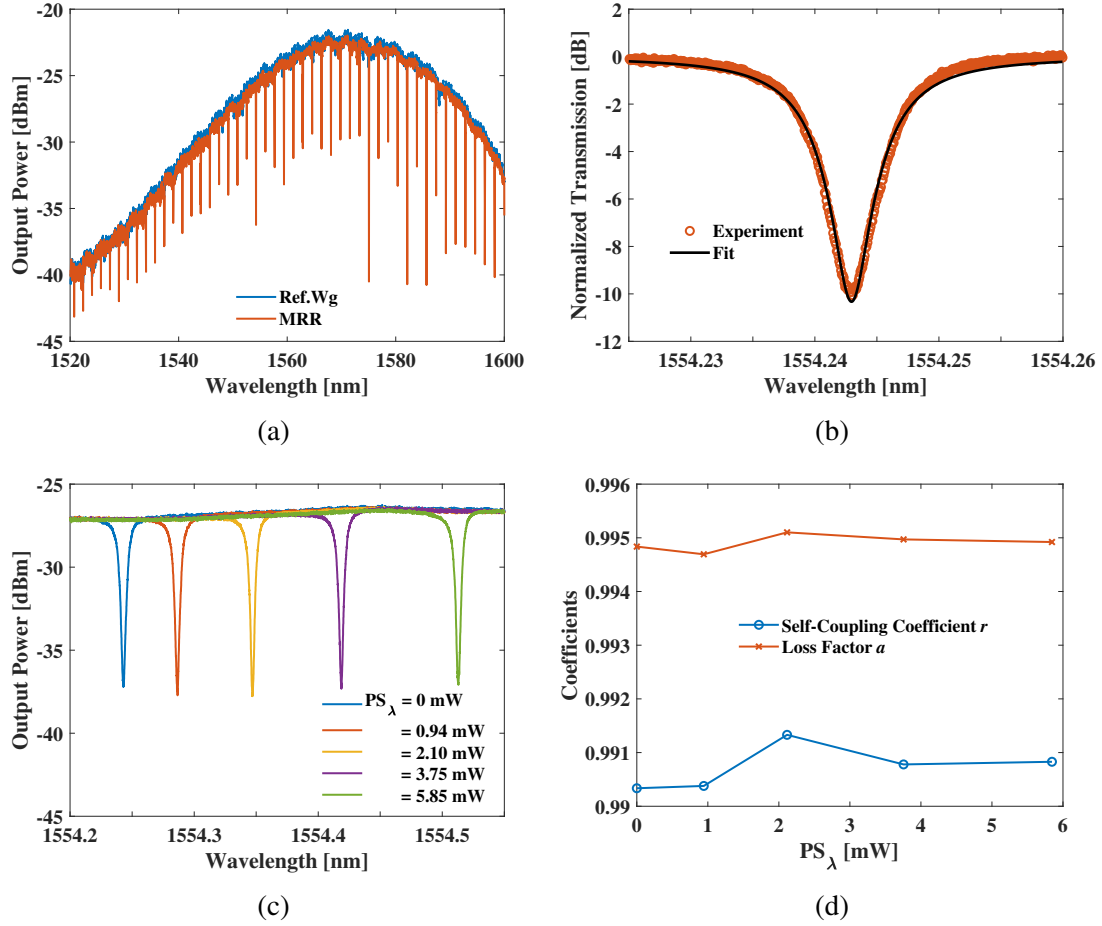 -20
-25
-30
-35
-40
-45
Output Power [dBm]
Ref.Wg
MRR
1520 1540 1560 1580 1600
Wavelength [nm]
(a)
2
0
-2
-4
-6
-8
-10
-12
Normalized Transmission [dB]
Experiment
Fit
1554.23 1554.24 1554.25 1554.26
Wavelength [nm]
(b)
-25
-30
-35
-40
-45
Output Power [dBm]
PSλ = 0 mW
= 0.94 mW
= 2.10 mW
= 3.75 mW
= 5.85 mW
1554.2 1554.3 1554.4 1554.5
Wavelength [nm]
(c)
0.996
0.995
0.994
0.993
0.992
0.991
0.99
Coefficients
Self-Coupling Coefficient r
Loss Factor a
0 1 2 3 4 5 6
PSλ [mW]
(d)